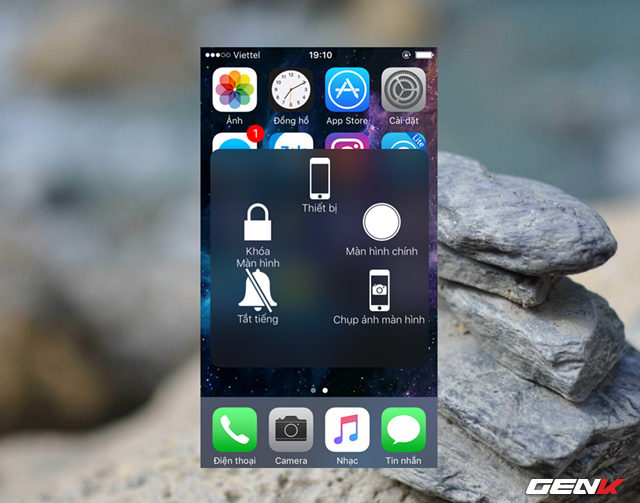 ●●●○○ Viettel 19:10
Ảnh Đồng hồ App Store Cài đặt
1
Lite
Thiết bị
Khóa
Màn hình
Màn hình chính
Tắt tiếng
Chụp ảnh màn hình
Điện thoại Camera Nhạc Tin nhắn
GENK